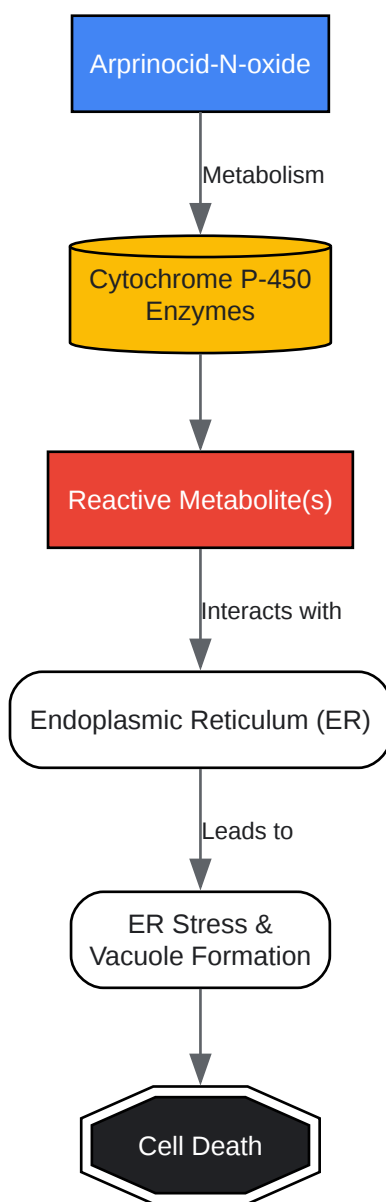 Arprinocid-N-oxide
Metabolism
Cytochrome P-450
Enzymes
Reactive Metabolite(s)
Interacts with
Endoplasmic Reticulum (ER)
Leads to
ER Stress &
Vacuole Formation
Cell Death